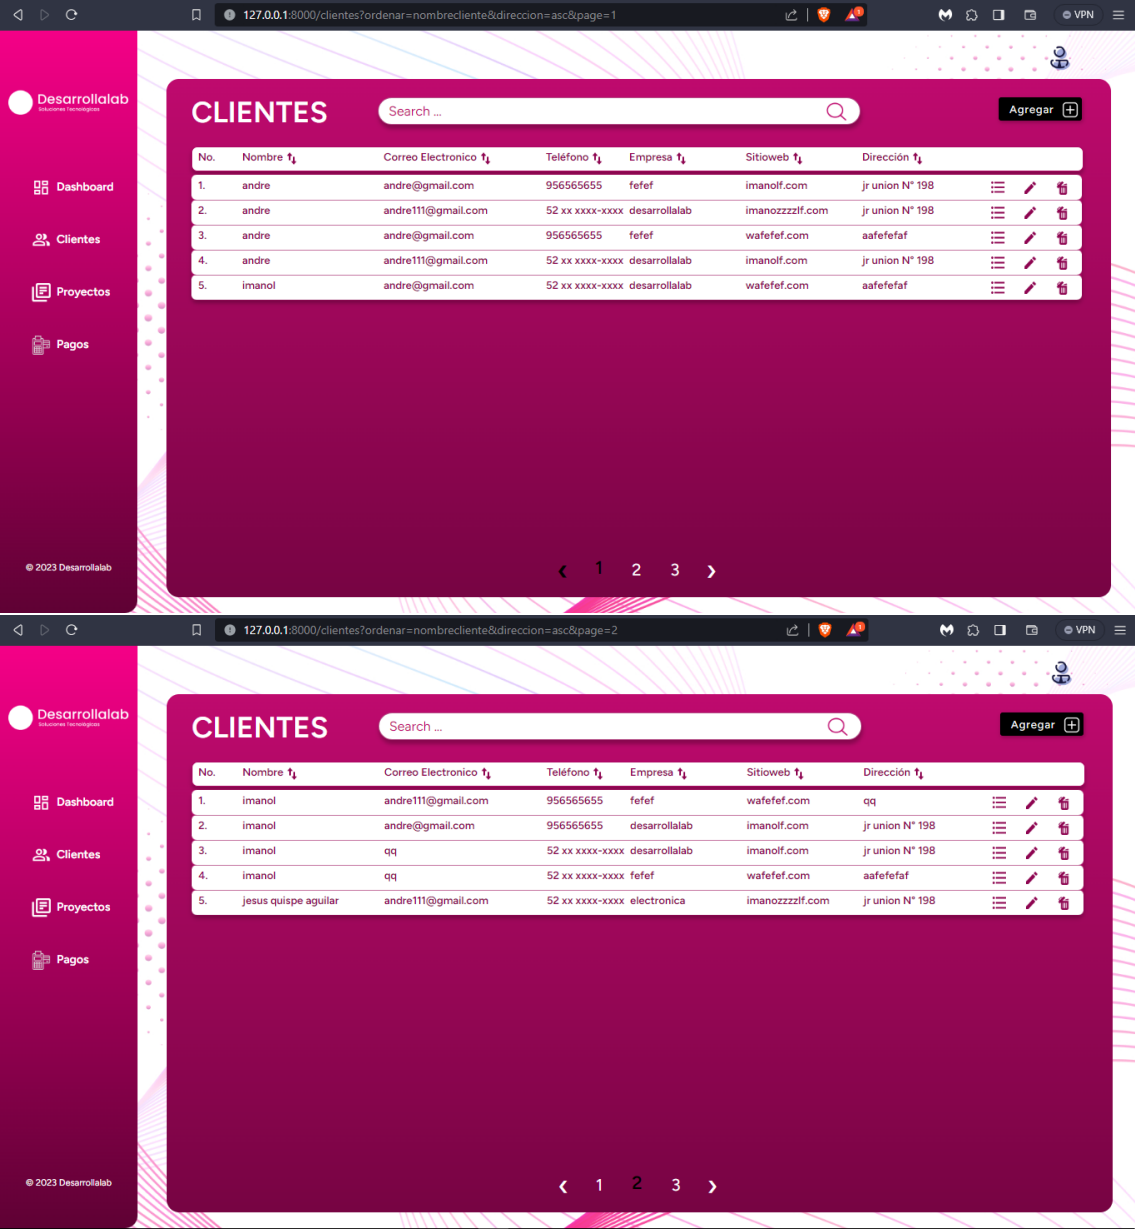 127.0.0.1:8000/clientes?ordenar=nombrecliente&direccion=asc&page=1
1
VPN
Desarrollalab
Soluciones Tecnológicas
CLIENTES
Search ...
Agregar
No. Nombre Correo Electronico Teléfono Empresa Sitioweb Dirección
Dashboard
Clientes
Proyectos
Pagos
1. andre andre@gmail.com 956565655 fefef imanolf.com jr union N° 198
2. andre andre111@gmail.com 52 xx xxxx-xxxx desarrollalab imanozzzzlf.com jr union N° 198
3. andre andre@gmail.com 956565655 fefef wafefef.com aafefefaf
4. andre andre111@gmail.com 52 xx xxxx-xxxx desarrollalab imanolf.com jr union N° 198
5. imanol andre@gmail.com 52 xx xxxx-xxxx desarrollalab wafefef.com aafefefaf
© 2023 Desarrollalab
‹ 1 2 3 ›
127.0.0.1:8000/clientes?ordenar=nombrecliente&direccion=asc&page=2
1
VPN
Desarrollalab
Soluciones Tecnológicas
CLIENTES
Search ...
Agregar
No. Nombre Correo Electronico Teléfono Empresa Sitioweb Dirección
Dashboard
Clientes
Proyectos
Pagos
1. imanol andre111@gmail.com 956565655 fefef wafefef.com qq
2. imanol andre@gmail.com 956565655 desarrollalab imanolf.com jr union N° 198
3. imanol qq 52 xx xxxx-xxxx desarrollalab imanolf.com jr union N° 198
4. imanol qq 52 xx xxxx-xxxx fefef wafefef.com aafefefaf
5. jesus quispe aguilar andre111@gmail.com 52 xx xxxx-xxxx electronica imanozzzzlf.com jr union N° 198
© 2023 Desarrollalab
‹ 1 2 3 ›